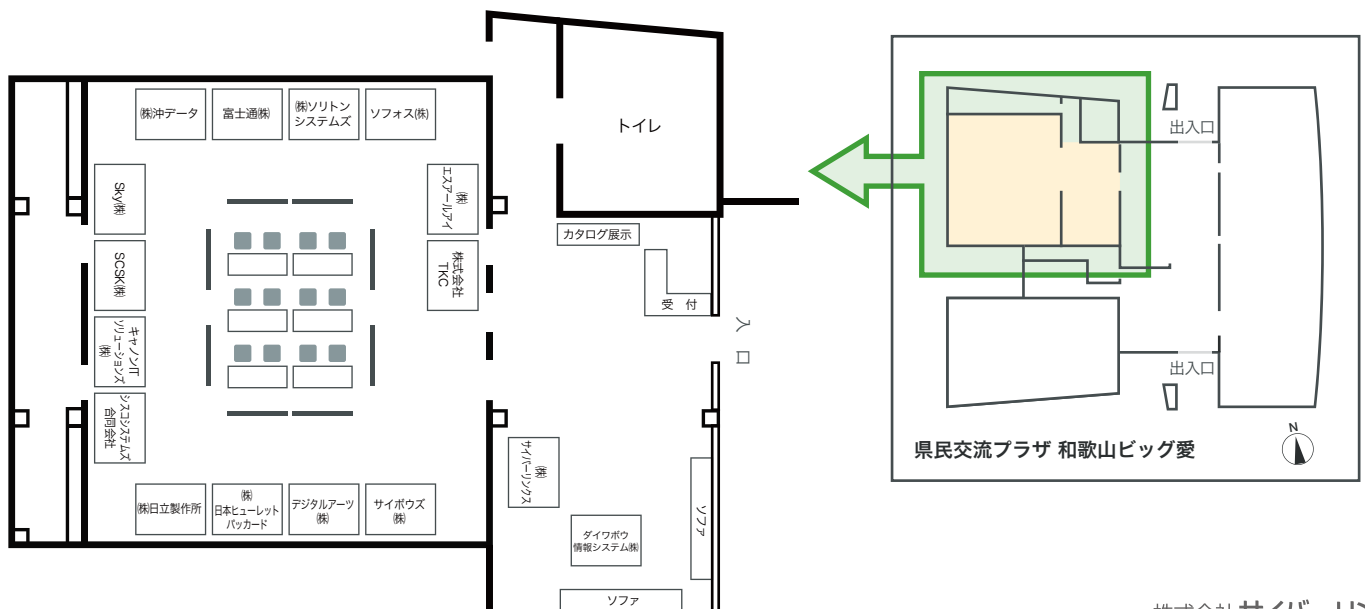 トイレ
㈱沖データ
富士通㈱
㈱ソリトン
システムズ
ソフォス㈱
Sky㈱
SCSK㈱
キヤノンIT
ソリューションズ
㈱
シスコシステムズ
合同会社
㈱
エスアールアイ
株式会社
TKC
㈱日立製作所
㈱
日本ヒューレット
パッカード
デジタルアーツ
㈱
サイボウズ
㈱
カタログ展示
受 付
入 口
㈱
サイバーリンクス
ダイワボウ
情報システム㈱
ソファ
ソファ
出入口
出入口
県民交流プラザ 和歌山ビッグ愛
N